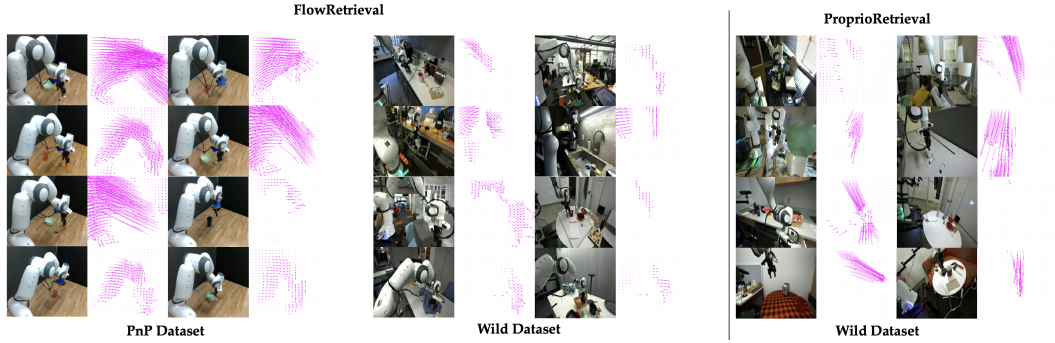 FlowRetrieval
ProprioRetrieval
PnP Dataset
Wild Dataset
Wild Dataset